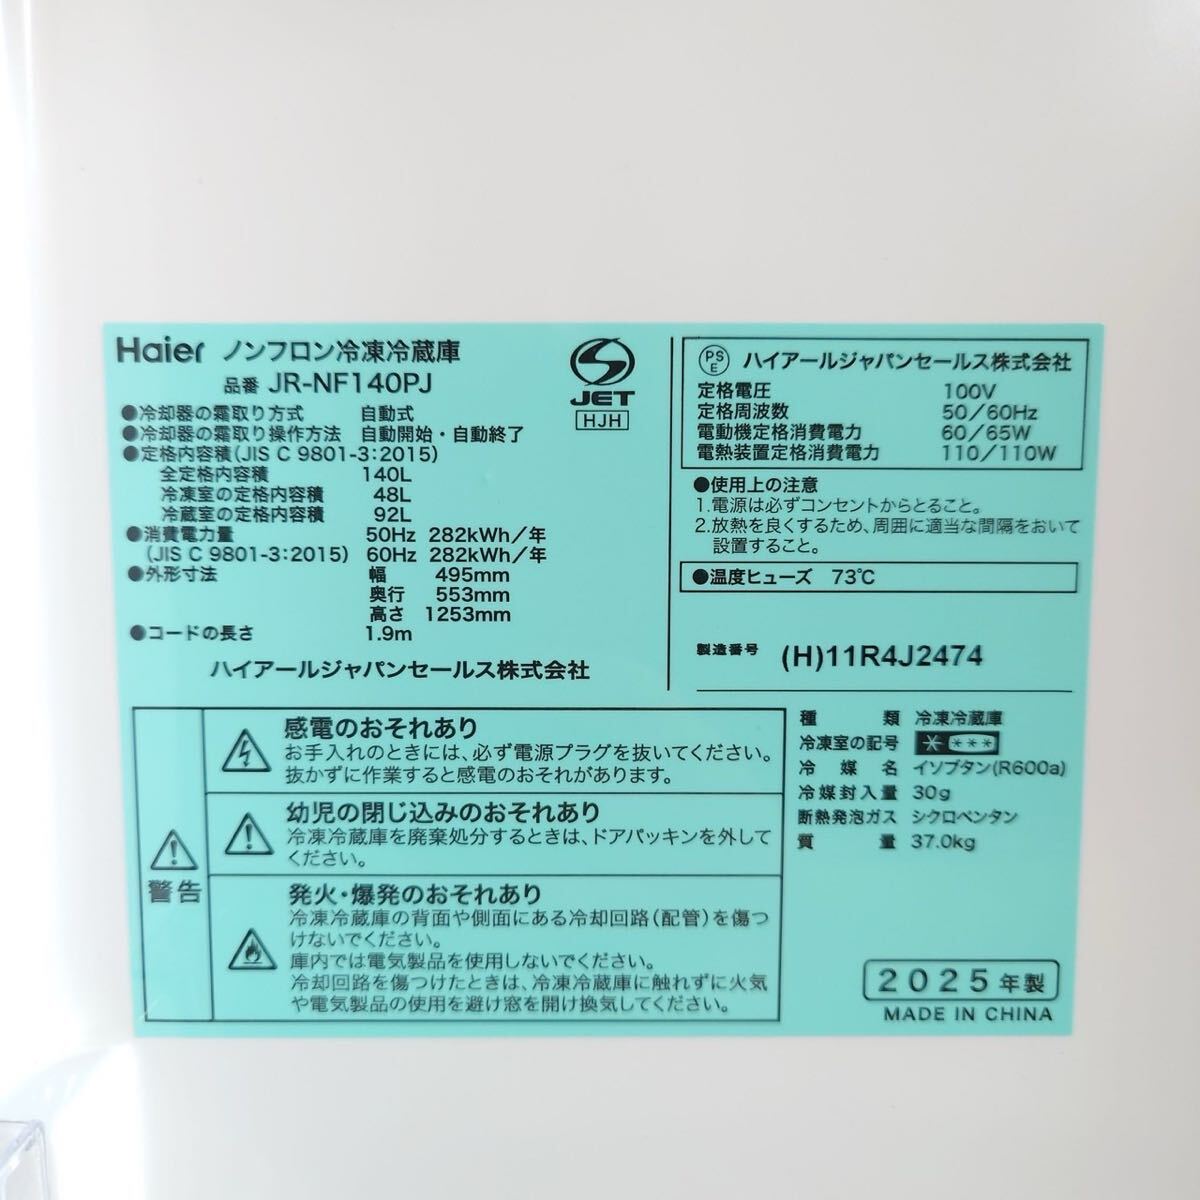 Haier ノンフロン冷凍冷蔵庫
品番 JR-NF140PJ
●冷却器の霜取り方式 自動式
●冷却器の霜取り操作方法 自動開始・自動終了
●定格内容積(JIS C 9801-3:2015)
全定格内容積 140L
冷凍室の定格内容積 48L
冷蔵室の定格内容積 92L
●消費電力量 50Hz 282kWh/年
(JIS C 9801-3:2015) 60Hz 282kWh/年
●外形寸法 幅 495mm
奥行 553mm
高さ 1253mm
●コードの長さ 1.9m
ハイアールジャパンセールス株式会社
JET
HJH
PSE ハイアールジャパンセールス株式会社
定格電圧 100V
定格周波数 50/60Hz
電動機定格消費電力 60/65W
電熱装置定格消費電力 110/110W
●使用上の注意
1.電源は必ずコンセントからとること。
2.放熱を良くするため、周囲に適当な間隔をおいて
設置すること。
●温度ヒューズ 73℃
製造番号 (H)11R4J2474
警告
感電のおそれあり
お手入れのときには、必ず電源プラグを抜いてください。
抜かずに作業すると感電のおそれがあります。
幼児の閉じ込みのおそれあり
冷凍冷蔵庫を廃棄処分するときは、ドアパッキンを外して
ください。
発火・爆発のおそれあり
冷凍冷蔵庫の背面や側面にある冷却回路(配管)を傷つ
けないでください。
庫内では電気製品を使用しないでください。
冷却回路を傷つけたときは、冷凍冷蔵庫に触れずに火気
や電気製品の使用を避け窓を開け換気してください。
種類 冷凍冷蔵庫
冷凍室の記号 * ***
冷媒名 イソブタン(R600a)
冷媒封入量 30g
断熱発泡ガス シクロペンタン
質量 37.0kg
2025年製
MADE IN CHINA